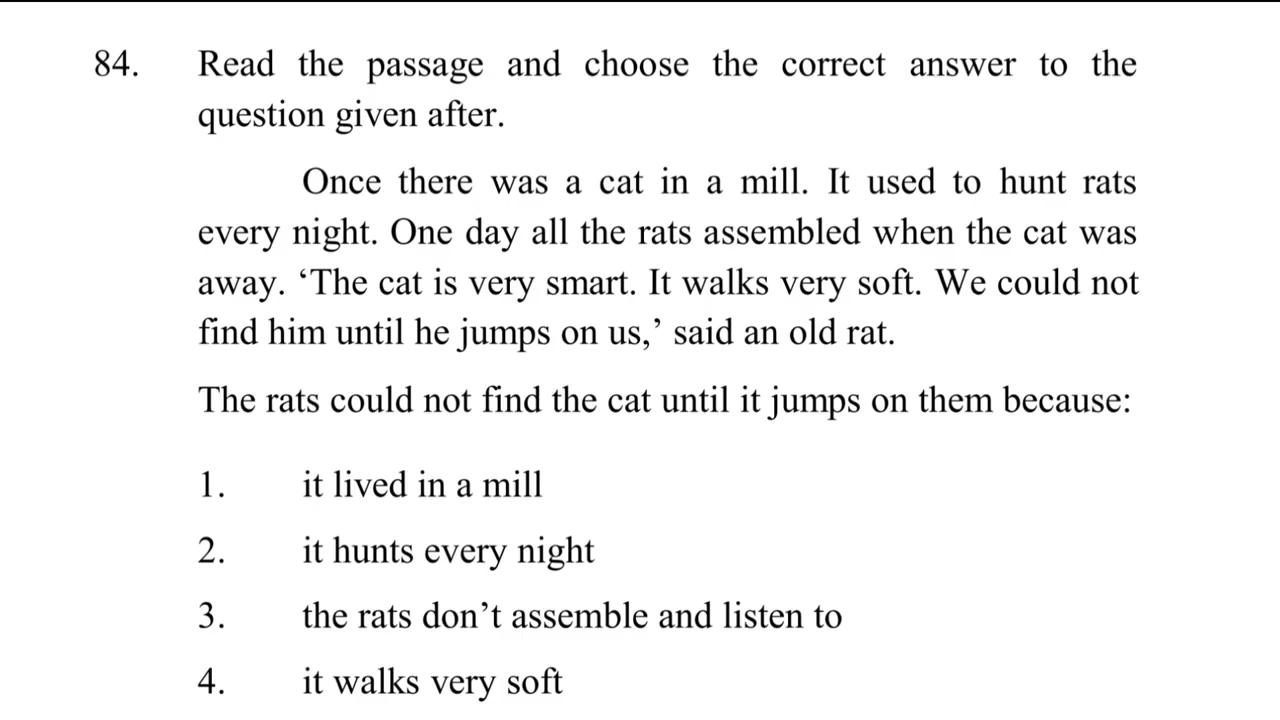 84. Read the passage and choose the correct answer to the
question given after.
Once there was a cat in a mill. It used to hunt rats
every night. One day all the rats assembled when the cat was
away. ‘The cat is very smart. It walks very soft. We could not
find him until he jumps on us,’ said an old rat.
The rats could not find the cat until it jumps on them because:
1. it lived in a mill
2. it hunts every night
3. the rats don’t assemble and listen to
4. it walks very soft